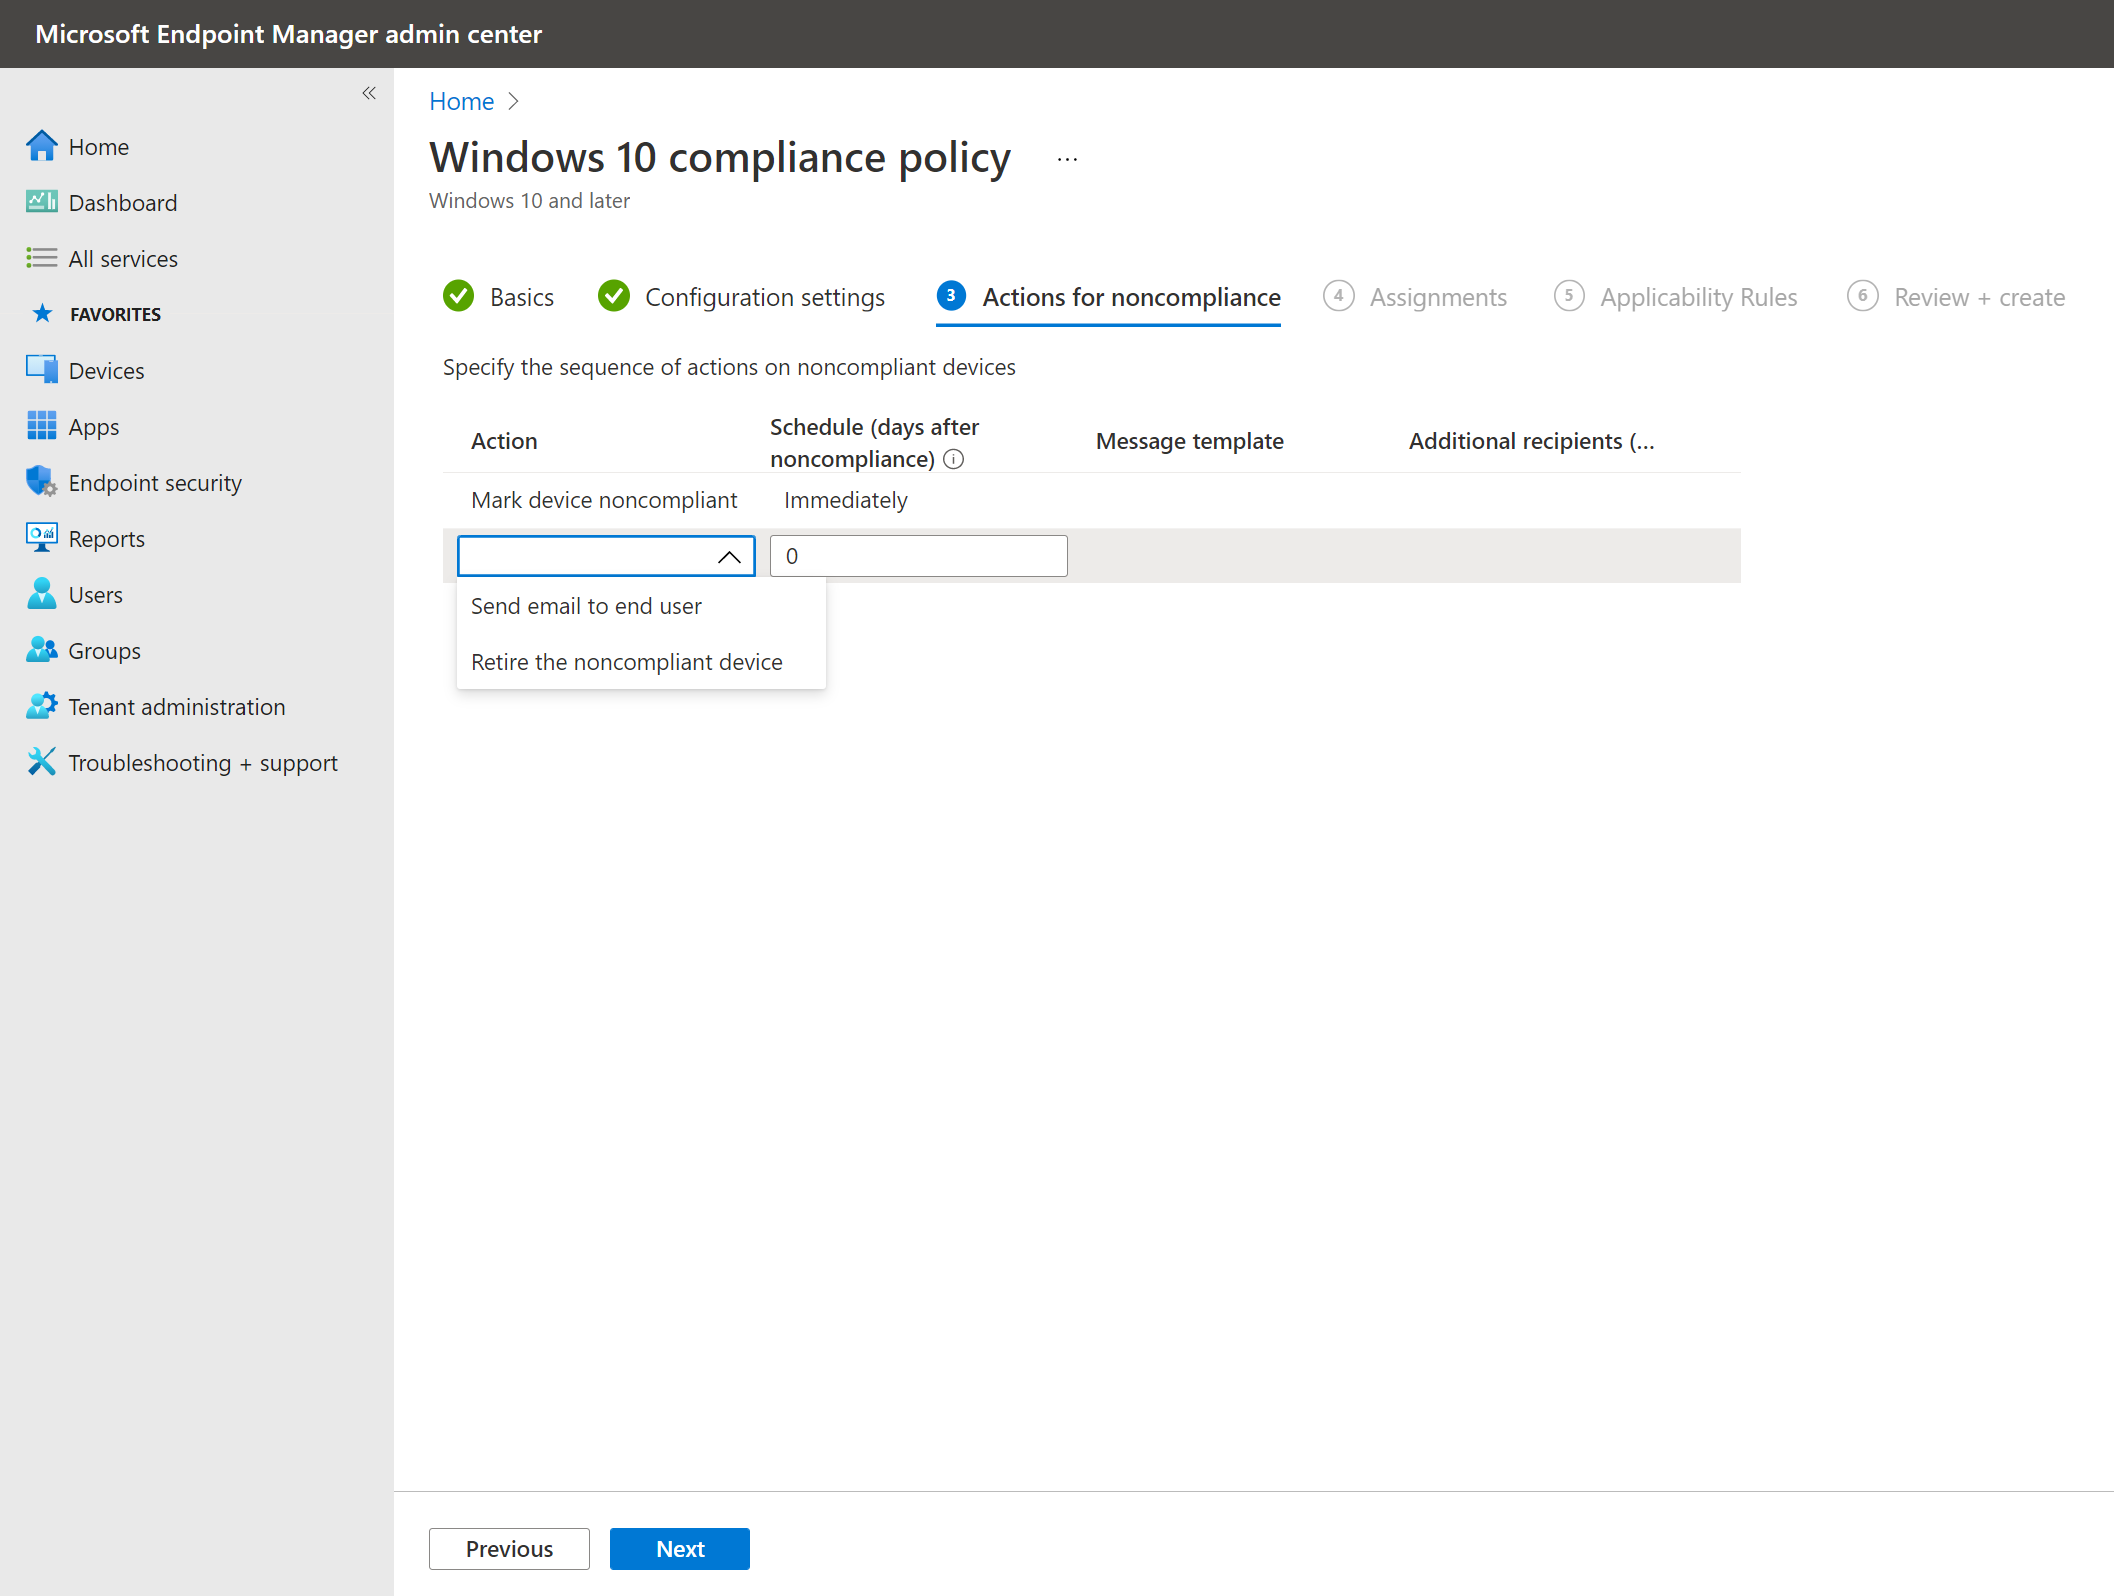 Microsoft Endpoint Manager admin center
Home
Dashboard
All services
FAVORITES
Devices
Apps
Endpoint security
Reports
Users
Groups
Tenant administration
Troubleshooting + support
Home
Windows 10 compliance policy
...
Windows 10 and later
Basics
Configuration settings
3 Actions for noncompliance
4 Assignments
5 Applicability Rules
6 Review + create
Specify the sequence of actions on noncompliant devices
Action
Schedule (days after
noncompliance)
Message template
Additional recipients (...
Mark device noncompliant
Immediately
0
Send email to end user
Retire the noncompliant device
Previous
Next